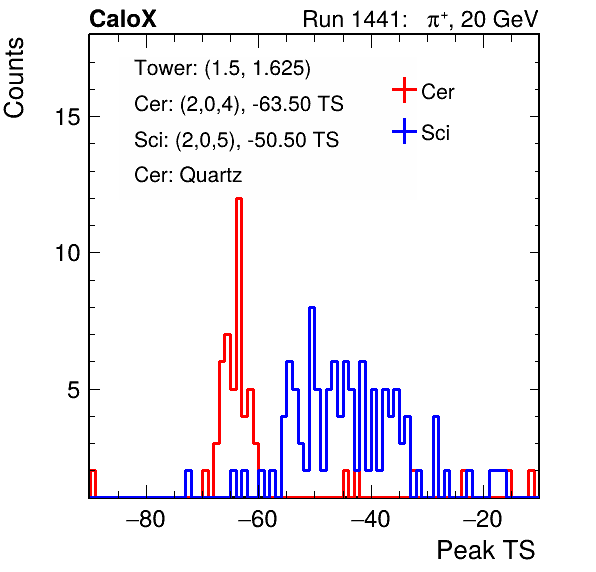 CaloX Run 1441: π⁺, 20 GeV
Counts
Tower: (1.5, 1.625)
Cer: (2,0,4), -63.50 TS
Sci: (2,0,5), -50.50 TS
Cer: Quartz
Cer
Sci
15
10
5
−80 −60 −40 −20
Peak TS